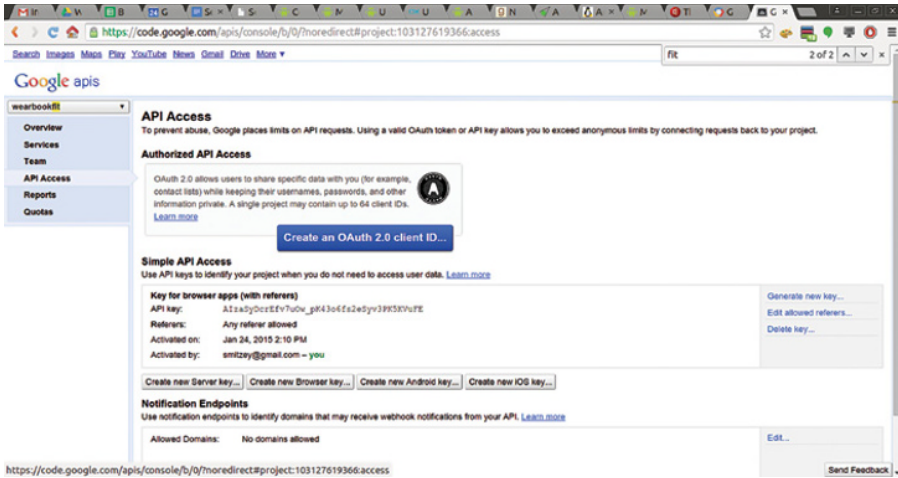 https://code.google.com/apis/console/b/0/?noredirect#project:103127619366:access
Search Images Maps Play YouTube News Gmail Drive More
fit 2 of 2
Google apis
wearbookfit
Overview
Services
Team
API Access
Reports
Quotas
API Access
To prevent abuse, Google places limits on API requests. Using a valid OAuth token or API key allows you to exceed anonymous limits by connecting requests back to your project.
Authorized API Access
OAuth 2.0 allows users to share specific data with you (for example,
contact lists) while keeping their usernames, passwords, and other
information private. A single project may contain up to 64 client IDs.
Learn more
Create an OAuth 2.0 client ID...
Simple API Access
Use API keys to identify your project when you do not need to access user data. Learn more
Key for browser apps (with referers)
API key:
Referers: Any referer allowed
Activated on: Jan 24, 2015 2:10 PM
Activated by: smitzey@gmail.com – you
Generate new key...
Edit allowed referers...
Delete key...
Create new Server key... Create new Browser key... Create new Android key... Create new iOS key...
Notification Endpoints
Use notification endpoints to identify domains that may receive webhook notifications from your API. Learn more
Allowed Domains: No domains allowed
Edit...
https://code.google.com/apis/console/b/0/?noredirect#project:103127619366:access
Send Feedback